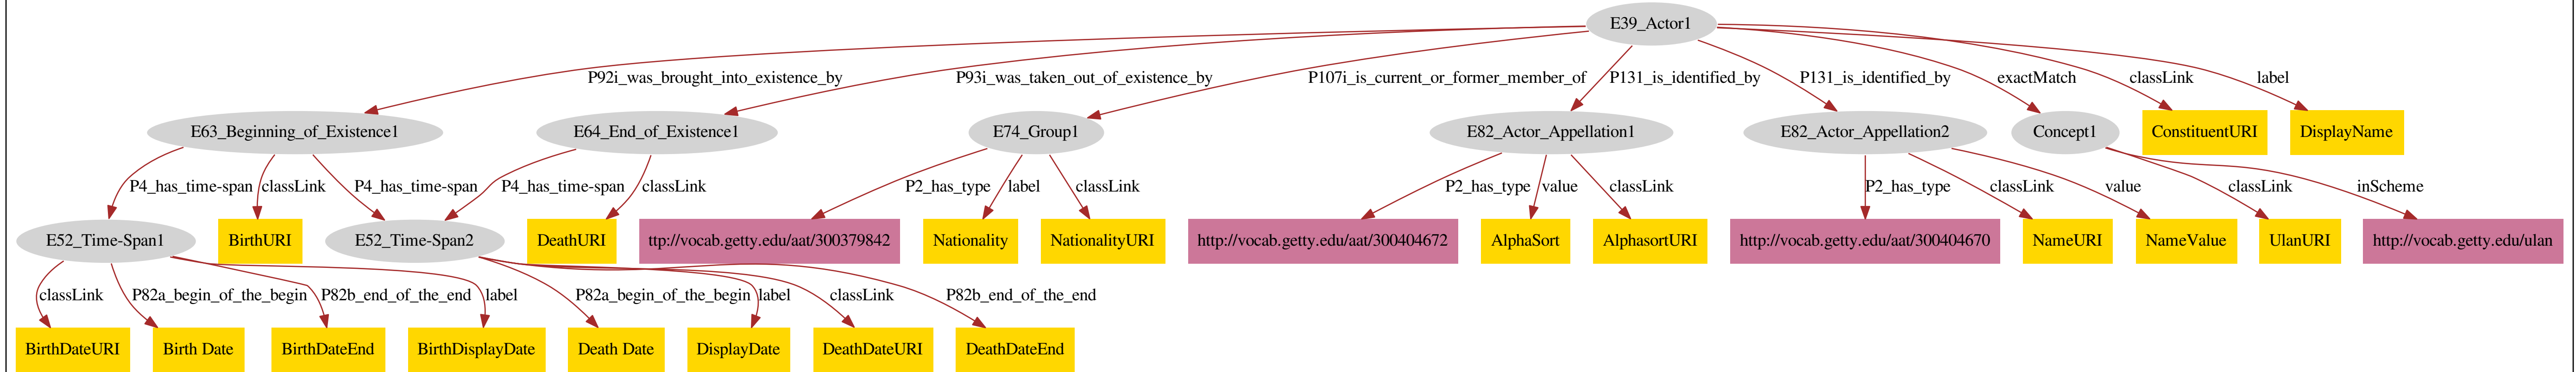 E39_Actor1
P92i_was_brought_into_existence_by
P93i_was_taken_out_of_existence_by
P107i_is_current_or_former_member_of
P131_is_identified_by
P131_is_identified_by
exactMatch
classLink
label
E63_Beginning_of_Existence1
E64_End_of_Existence1
E74_Group1
E82_Actor_Appellation1
E82_Actor_Appellation2
Concept1
ConstituentURI
DisplayName
P4_has_time-span
classLink
P4_has_time-span
P4_has_time-span
classLink
P2_has_type
label
classLink
P2_has_type
value
classLink
P2_has_type
classLink
value
classLink
inScheme
E52_Time-Span1
BirthURI
E52_Time-Span2
DeathURI
ttp://vocab.getty.edu/aat/300379842
Nationality
NationalityURI
http://vocab.getty.edu/aat/300404672
AlphaSort
AlphasortURI
http://vocab.getty.edu/aat/300404670
NameURI
NameValue
UlanURI
http://vocab.getty.edu/ulan
classLink
P82a_begin_of_the_begin
P82b_end_of_the_end
label
P82a_begin_of_the_begin
label
classLink
P82b_end_of_the_end
BirthDateURI
Birth Date
BirthDateEnd
BirthDisplayDate
Death Date
DisplayDate
DeathDateURI
DeathDateEnd